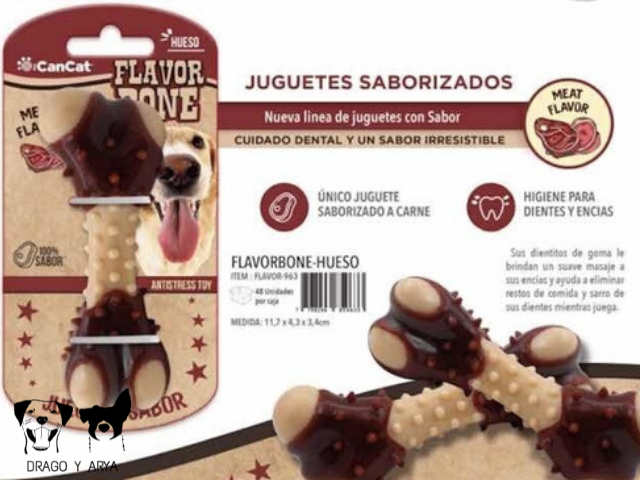 HUESO
CanCat
FLAVOR
BONE
ME
FLA
100%
SABOR
ANTISTRESS TOY
JUGUETES SABORIZADOS
Nueva linea de juguetes con Sabor
CUIDADO DENTAL Y UN SABOR IRRESISTIBLE
MEAT
FLAVOR
ÚNICO JUGUETE
SABORIZADO A CARNE
HIGIENE PARA
DIENTES Y ENCIAS
FLAVORBONE-HUESO
ITEM : FLAVOR-963
48 Unidades
por caja
MEDIDA: 11,7 x 4,3 x 3,4cm
Sus dientitos de goma le
brindan un suave masaje a
sus encias y ayuda a eliminar
restos de comida y sarro de
sus dientes mientras juega.
SABOR
DRAGO Y ARYA